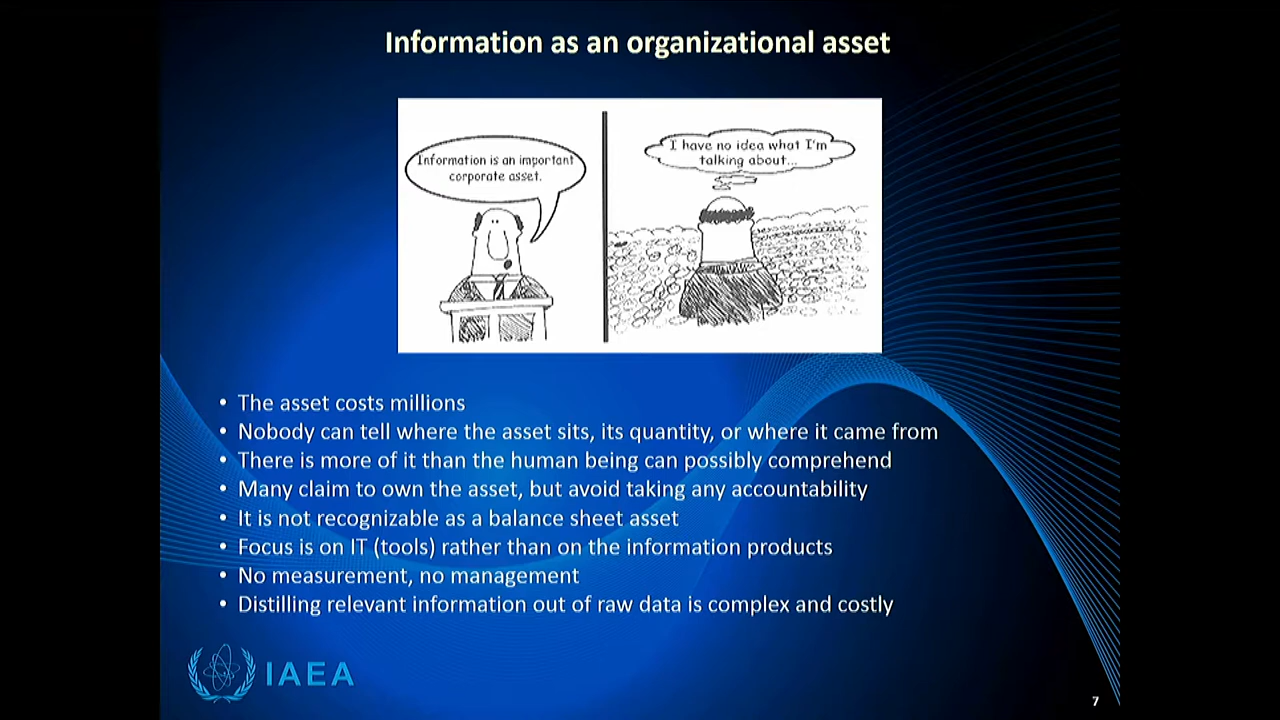 Information as an organizational asset
Information is an important
corporate asset.
I have no idea what I'm
talking about...
• The asset costs millions
• Nobody can tell where the asset sits, its quantity, or where it came from
• There is more of it than the human being can possibly comprehend
• Many claim to own the asset, but avoid taking any accountability
• It is not recognizable as a balance sheet asset
• Focus is on IT (tools) rather than on the information products
• No measurement, no management
• Distilling relevant information out of raw data is complex and costly
IAEA
7